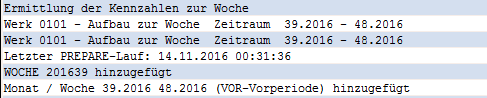 Ermittlung der Kennzahlen zur Woche
Werk 0101 - Aufbau zur Woche  Zeitraum  39.2016 - 48.2016
Werk 0101 - Aufbau zur Woche  Zeitraum  39.2016 - 48.2016
Letzter PREPARE-Lauf: 14.11.2016 00:31:36
WOCHE 201639 hinzugefügt
Monat / Woche 39.2016 48.2016 (VOR-Vorperiode) hinzugefügt